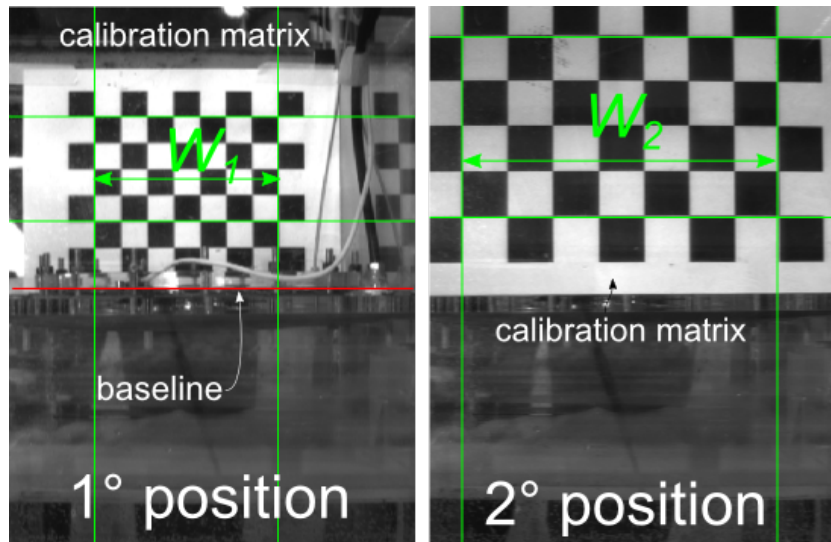 calibration matrix
W1
baseline
1° position
W2
calibration matrix
2° position